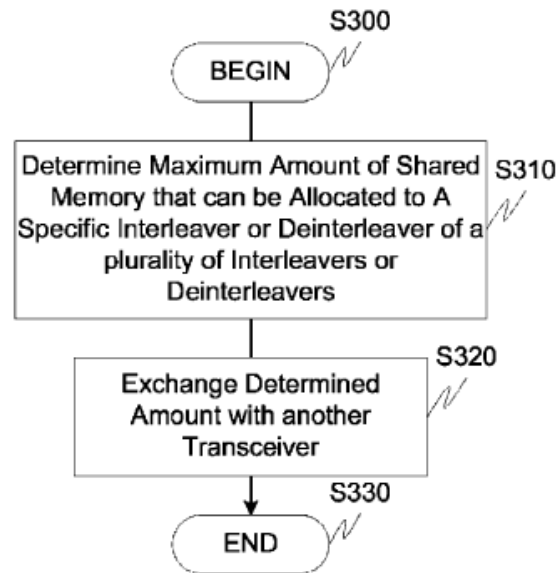 S300
BEGIN
Determine Maximum Amount of Shared
Memory that can be Allocated to A
Specific Interleaver or Deinterleaver of a
plurality of Interleavers or
Deinterleavers
S310
S320
Exchange Determined
Amount with another
Transceiver
S330
END